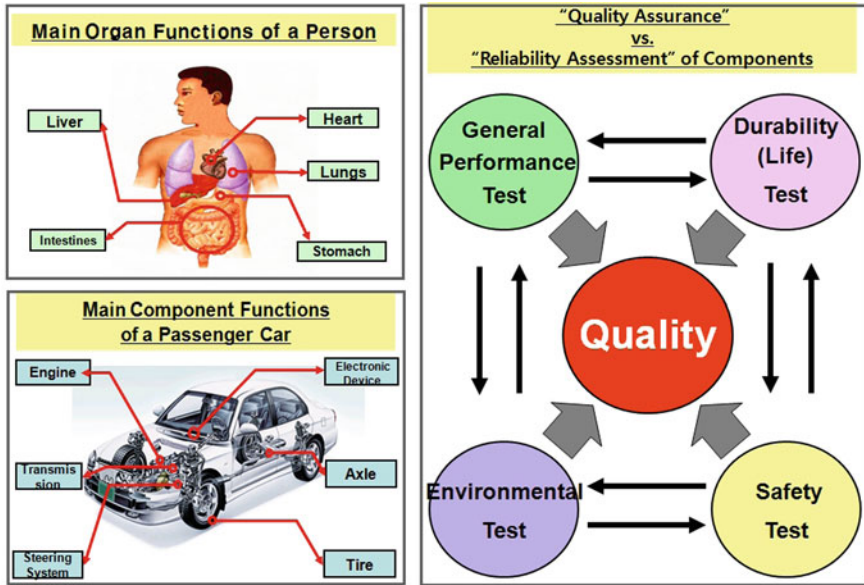 Main Organ Functions of a Person
Liver
Heart
Lungs
Intestines
Stomach
Main Component Functions
of a Passenger Car
Engine
Electronic
Device
Transmis
sion
Axle
Steering
System
Tire
“Quality Assurance”
vs.
“Reliability Assessment” of Components
General
Performance
Test
Durability
(Life)
Test
Quality
Environmental
Test
Safety
Test